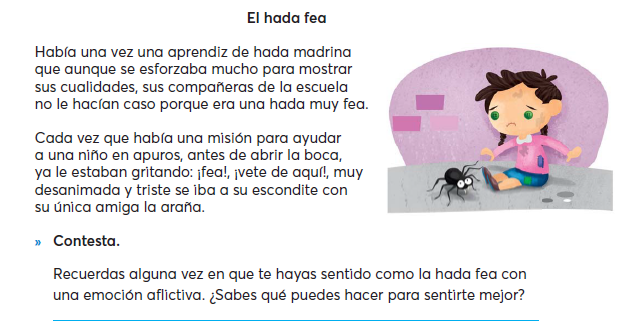 El hada fea
Había una vez una aprendiz de hada madrina
que aunque se esforzaba mucho para mostrar
sus cualidades, sus compañeras de la escuela
no le hacían caso porque era una hada muy fea.
Cada vez que había una misión para ayudar
a una niño en apuros, antes de abrir la boca,
ya le estaban gritando: ¡fea!, ¡vete de aquí!, muy
desanimada y triste se iba a su escondite con
su única amiga la araña.
» Contesta.
Recuerdas alguna vez en que te hayas sentido como la hada fea con
una emoción aflictiva. ¿Sabes qué puedes hacer para sentirte mejor?